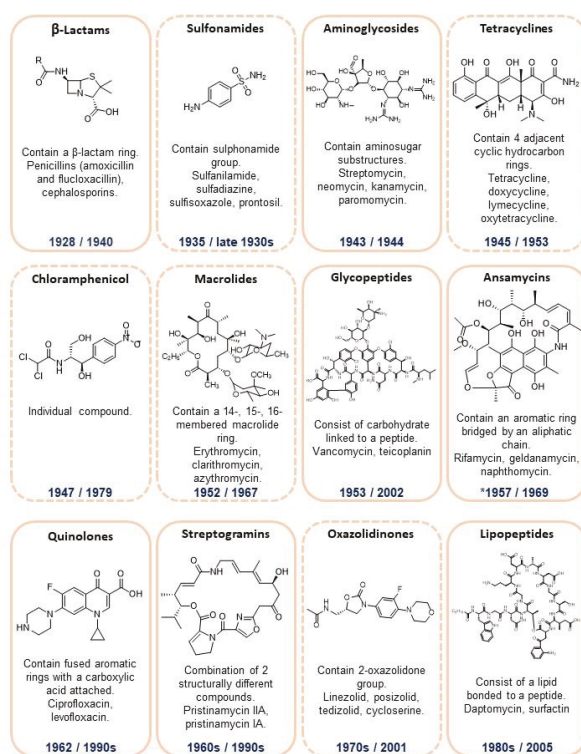 β-Lactams
Contain a β-lactam ring.
Penicillins (amoxicillin
and flucloxacillin),
cephalosporins.
1928 / 1940
Sulfonamides
Contain sulphonamide
group.
Sulfanilamide,
sulfadiazine,
sulfisoxazole, prontosil.
1935 / late 1930s
Aminoglycosides
Contain aminosugar
substructures.
Streptomycin,
neomycin, kanamycin,
paromomycin.
1943 / 1944
Tetracyclines
Contain 4 adjacent
cyclic hydrocarbon
rings.
Tetracycline,
doxycycline,
lymecycline,
oxytetracycline.
1945 / 1953
Chloramphenicol
Individual compound.
1947 / 1979
Macrolides
Contain a 14-, 15-, 16-
membered macrolide
ring.
Erythromycin,
clarithromycin,
azythromycin.
1952 / 1967
Glycopeptides
Consist of carbohydrate
linked to a peptide.
Vancomycin, teicoplanin
1953 / 2002
Ansamycins
Contain an aromatic ring
bridged by an aliphatic
chain.
Rifamycin, geldanamycin,
naphthomycin.
*1957 / 1969
Quinolones
Contain fused aromatic
rings with a carboxylic
acid attached.
Ciprofloxacin,
levofloxacin.
1962 / 1990s
Streptogramins
Combination of 2
structurally different
compounds.
Pristinamycin IIA,
pristinamycin IA.
1960s / 1990s
Oxazolidinones
Contain 2-oxazolidone
group.
Linezolid, posizolid,
tedizolid, cycloserine.
1970s / 2001
Lipopeptides
Consist of a lipid
bonded to a peptide.
Daptomycin, surfactin
1980s / 2005